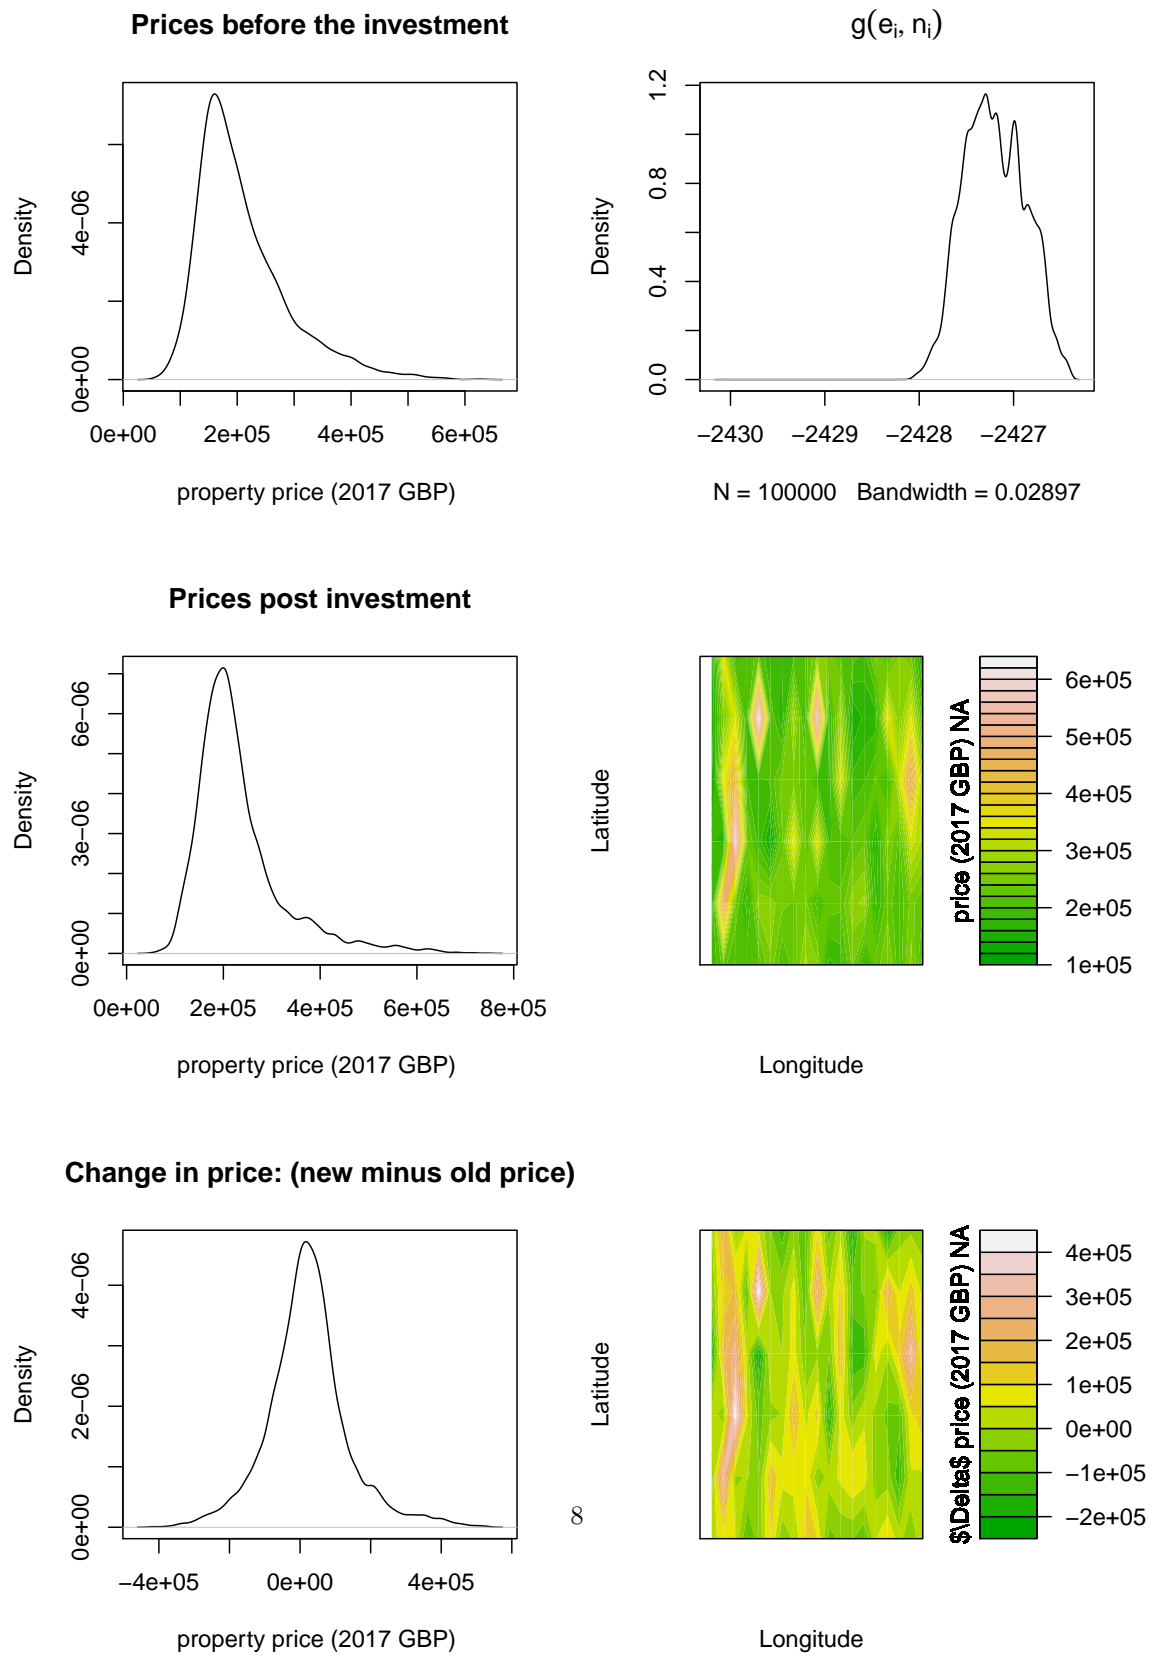 Prices before the investment
Density
0e+00
4e−06
0e+00 2e+05 4e+05 6e+05
property price (2017 GBP)
g(eᵢ, nᵢ)
Density
0.0 0.4 0.8 1.2
−2430 −2429 −2428 −2427
N = 100000 Bandwidth = 0.02897
Prices post investment
Density
0e+00 3e−06 6e−06
0e+00 2e+05 4e+05 6e+05 8e+05
property price (2017 GBP)
Latitude
Longitude
price (2017 GBP) NA
6e+05
5e+05
4e+05
3e+05
2e+05
1e+05
Change in price: (new minus old price)
Density
0e+00 2e−06 4e−06
−4e+05 0e+00 4e+05
property price (2017 GBP)
8
Latitude
Longitude
$\Delta$ price (2017 GBP) NA
4e+05
3e+05
2e+05
1e+05
0e+00
−1e+05
−2e+05